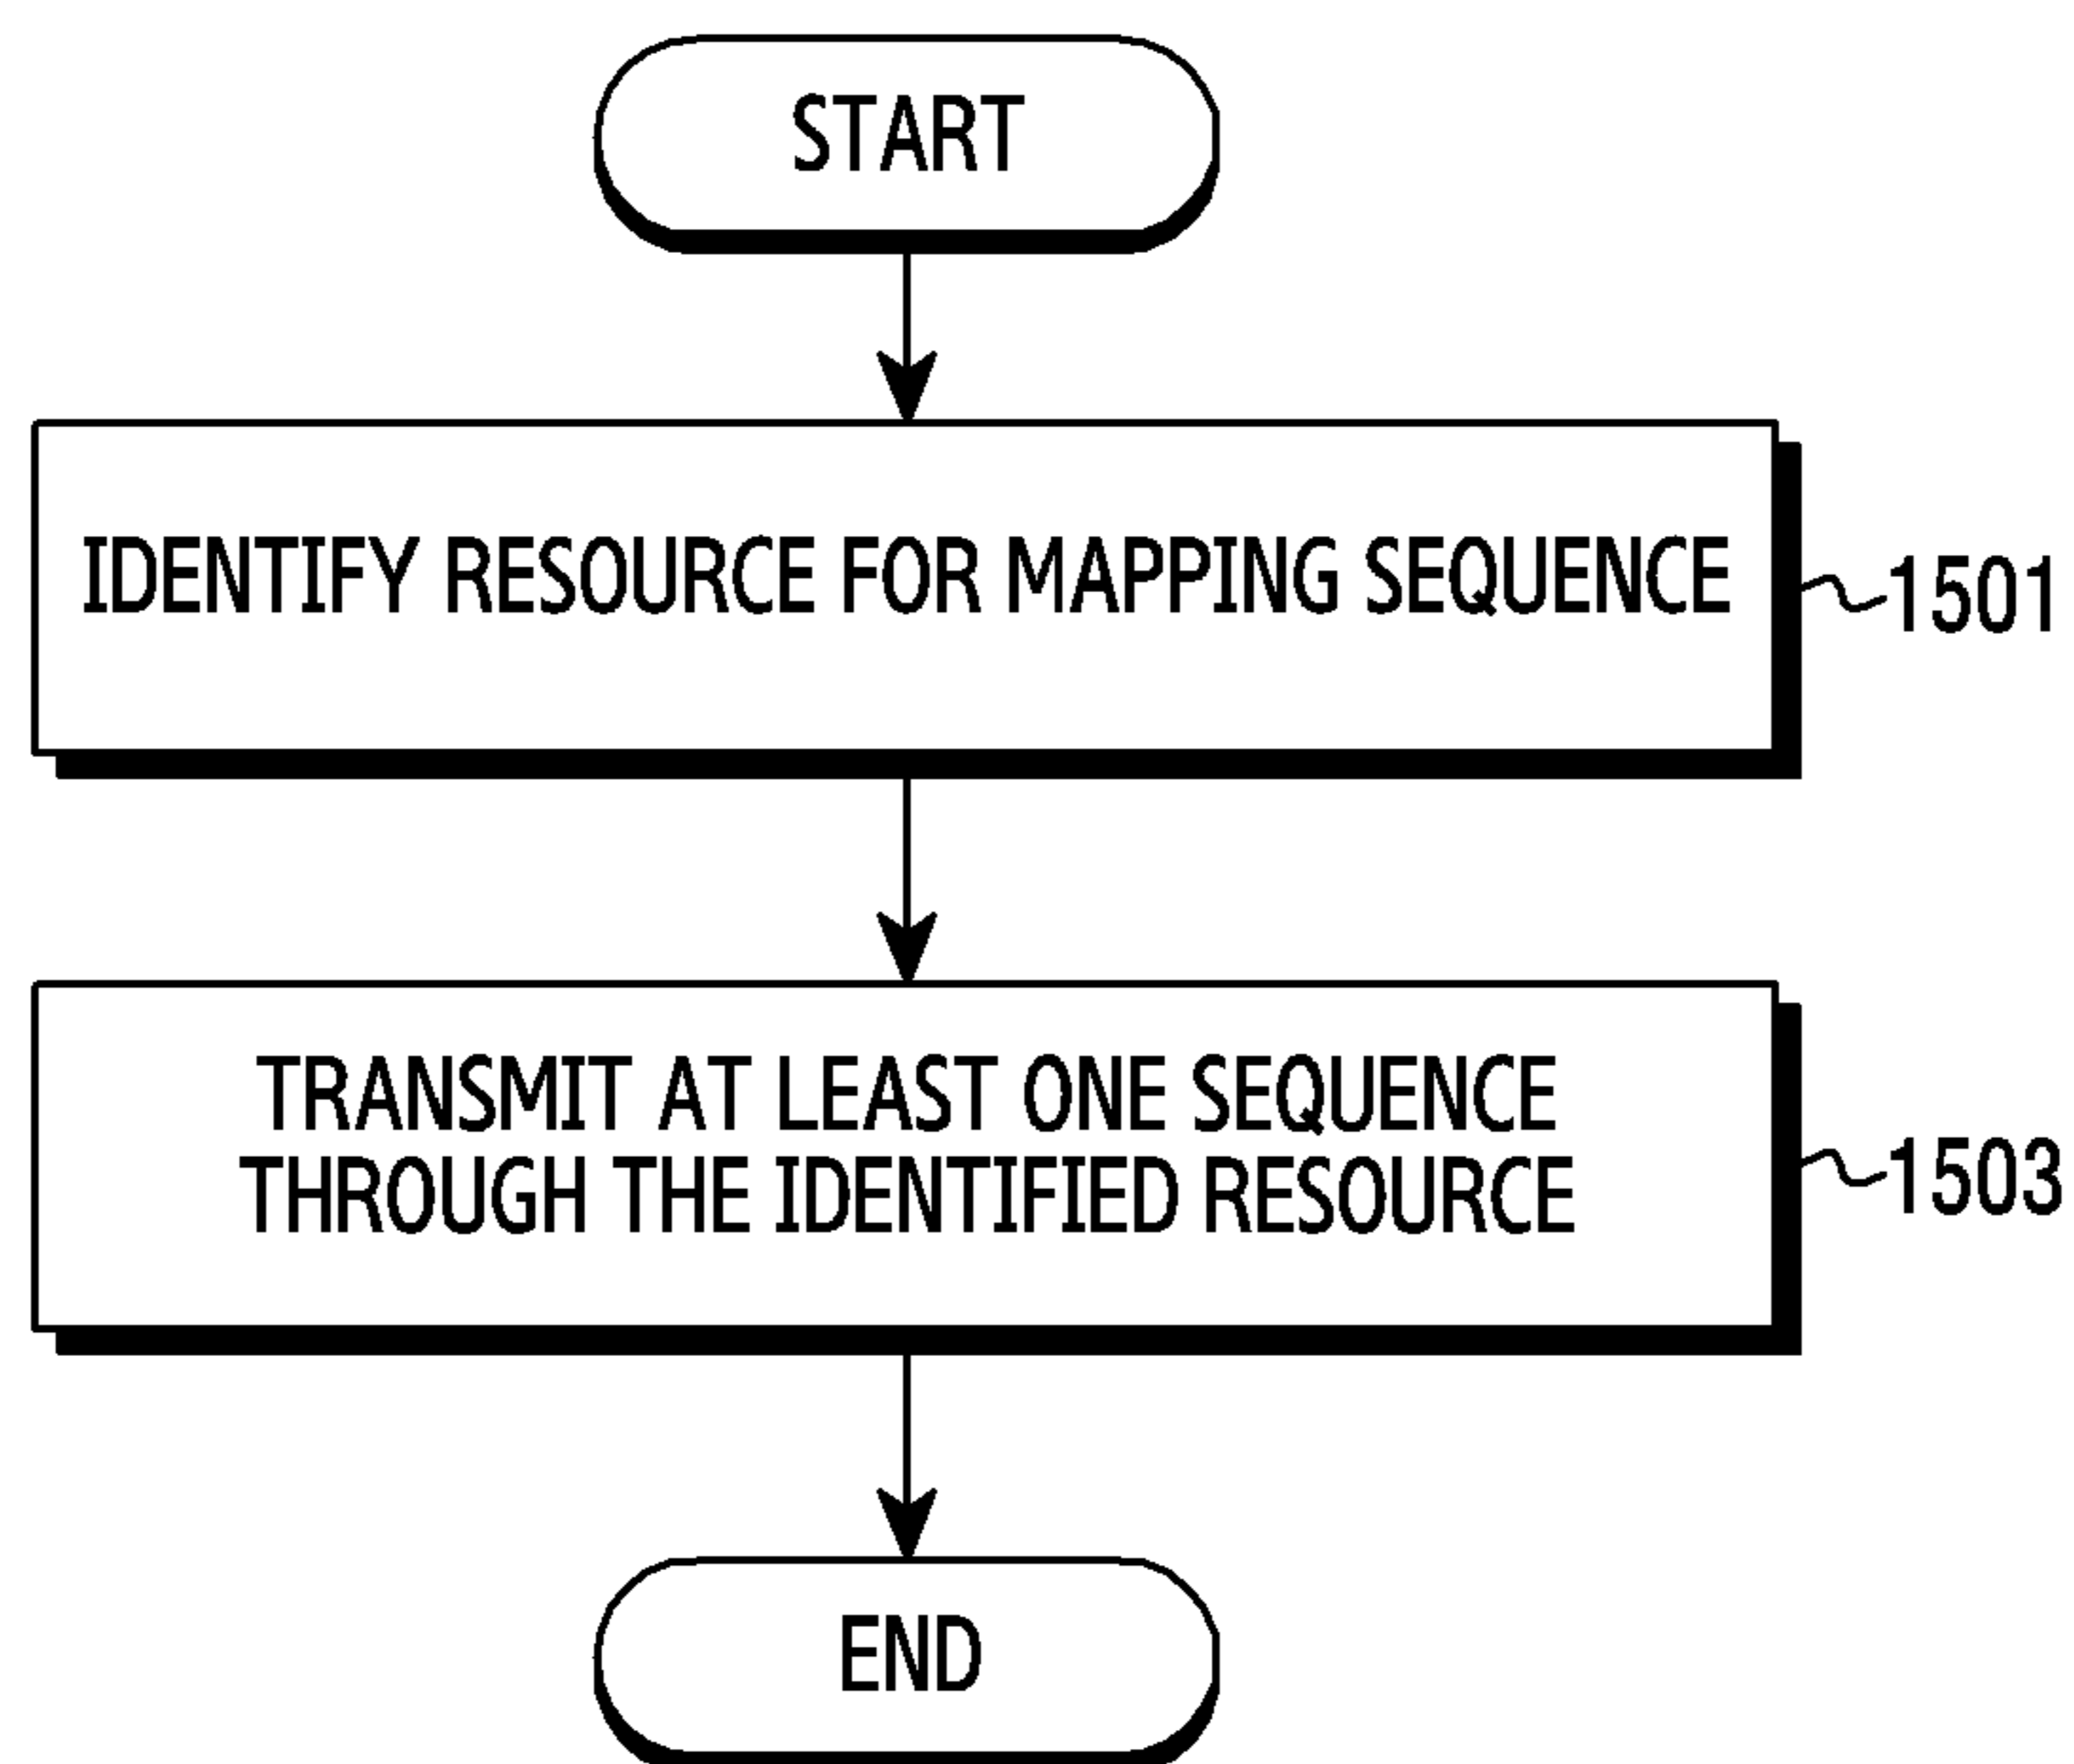 START
IDENTIFY RESOURCE FOR MAPPING SEQUENCE
1501
TRANSMIT AT LEAST ONE SEQUENCE
THROUGH THE IDENTIFIED RESOURCE
1503
END